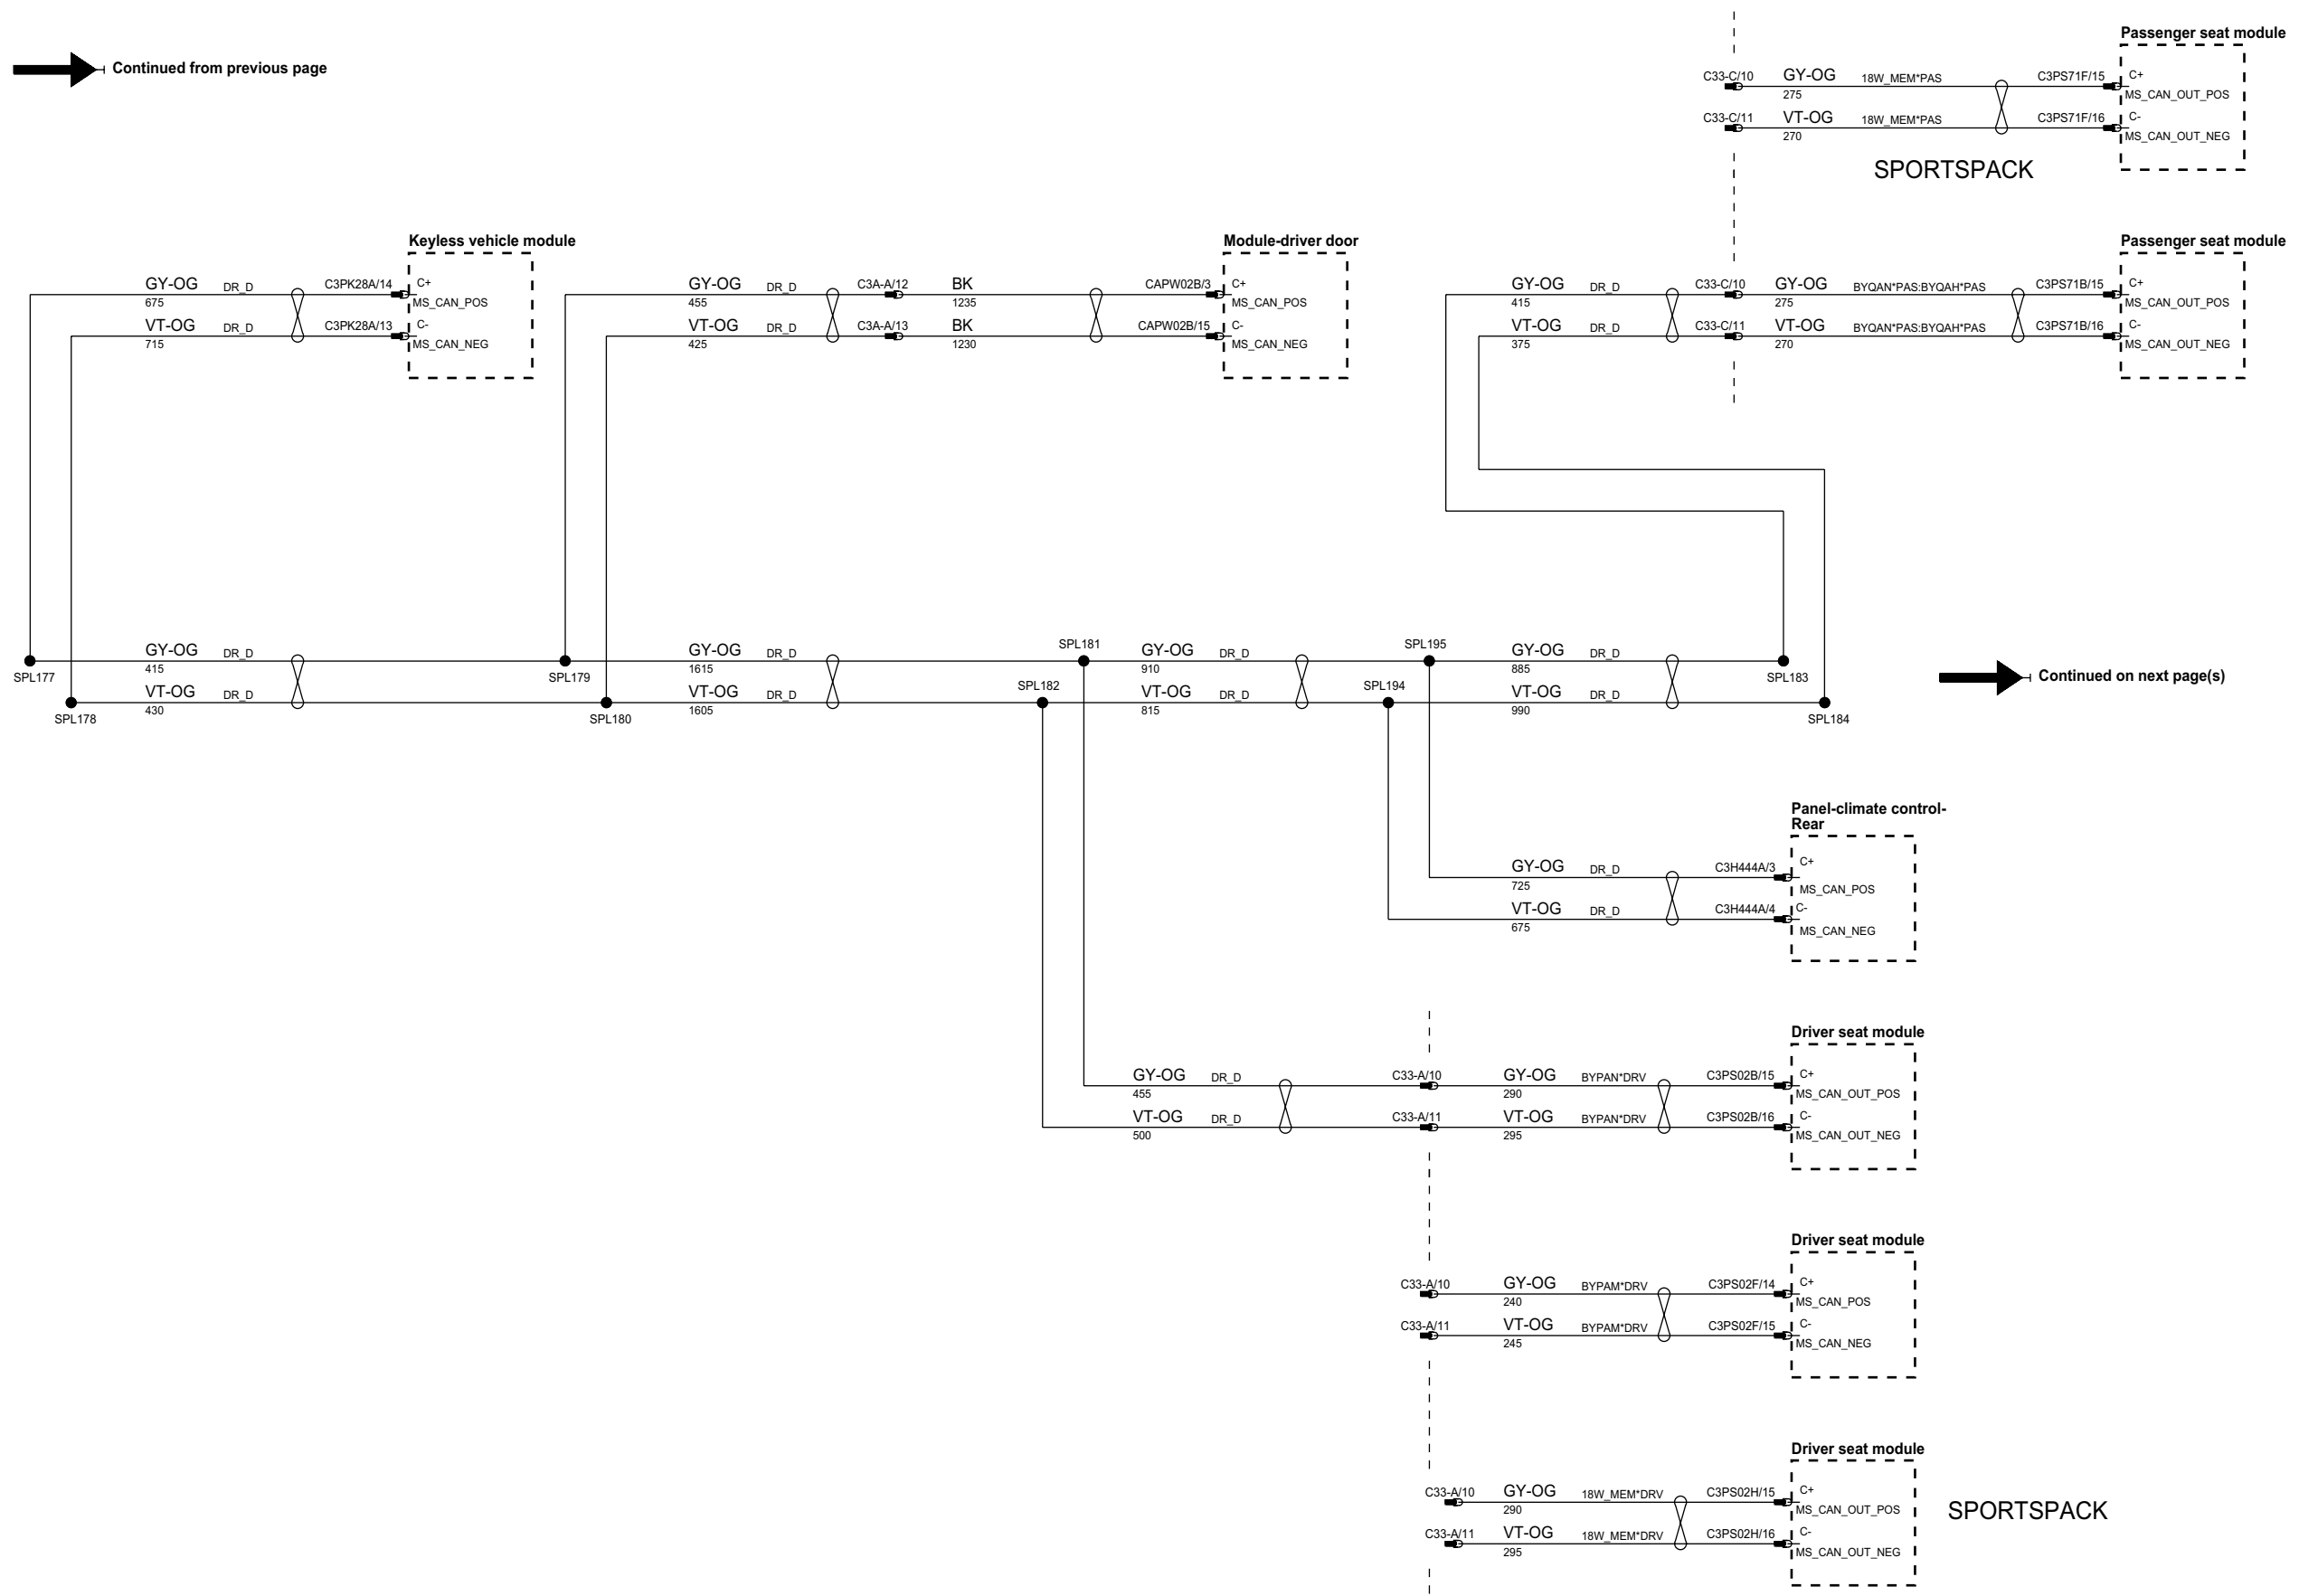 Continued from previous page
Passenger seat module
C33-C/10 GY-OG 18W_MEM*PAS C3PS71F/15 C+
275 MS_CAN_OUT_POS
C33-C/11 VT-OG 18W_MEM*PAS C3PS71F/16 C-
270 MS_CAN_OUT_NEG
SPORTSPACK
Keyless vehicle module
GY-OG DR_D C3PK28A/14 C+
675 MS_CAN_POS
VT-OG DR_D C3PK28A/13 C-
715 MS_CAN_NEG
Module-driver door
GY-OG DR_D C3A-A/12 BK CAPW02B/3 C+
455 1235 MS_CAN_POS
VT-OG DR_D C3A-A/13 BK CAPW02B/15 C-
425 1230 MS_CAN_NEG
Passenger seat module
GY-OG DR_D C33-C/10 GY-OG BYQAN*PAS:BYQAH*PAS C3PS71B/15 C+
415 275 MS_CAN_OUT_POS
VT-OG DR_D C33-C/11 VT-OG BYQAN*PAS:BYQAH*PAS C3PS71B/16 C-
375 270 MS_CAN_OUT_NEG
SPL181 SPL195
GY-OG DR_D GY-OG DR_D GY-OG DR_D GY-OG DR_D
415 1615 910 885
SPL177 SPL179 SPL183
Continued on next page(s)
SPL182 SPL194
VT-OG DR_D VT-OG DR_D VT-OG DR_D VT-OG DR_D
430 1605 815 990
SPL178 SPL180 SPL184
Panel-climate control-
Rear
GY-OG DR_D C3H444A/3 C+
725 MS_CAN_POS
VT-OG DR_D C3H444A/4 C-
675 MS_CAN_NEG
Driver seat module
GY-OG DR_D C33-A/10 GY-OG BYPAN*DRV C3PS02B/15 C+
455 290 MS_CAN_OUT_POS
VT-OG DR_D C33-A/11 VT-OG BYPAN*DRV C3PS02B/16 C-
500 295 MS_CAN_OUT_NEG
Driver seat module
C33-A/10 GY-OG BYPAM*DRV C3PS02F/14 C+
240 MS_CAN_POS
C33-A/11 VT-OG BYPAM*DRV C3PS02F/15 C-
245 MS_CAN_NEG
Driver seat module
C33-A/10 GY-OG 18W_MEM*DRV C3PS02H/15 C+
290 MS_CAN_OUT_POS
SPORTSPACK
C33-A/11 VT-OG 18W_MEM*DRV C3PS02H/16 C-
295 MS_CAN_OUT_NEG